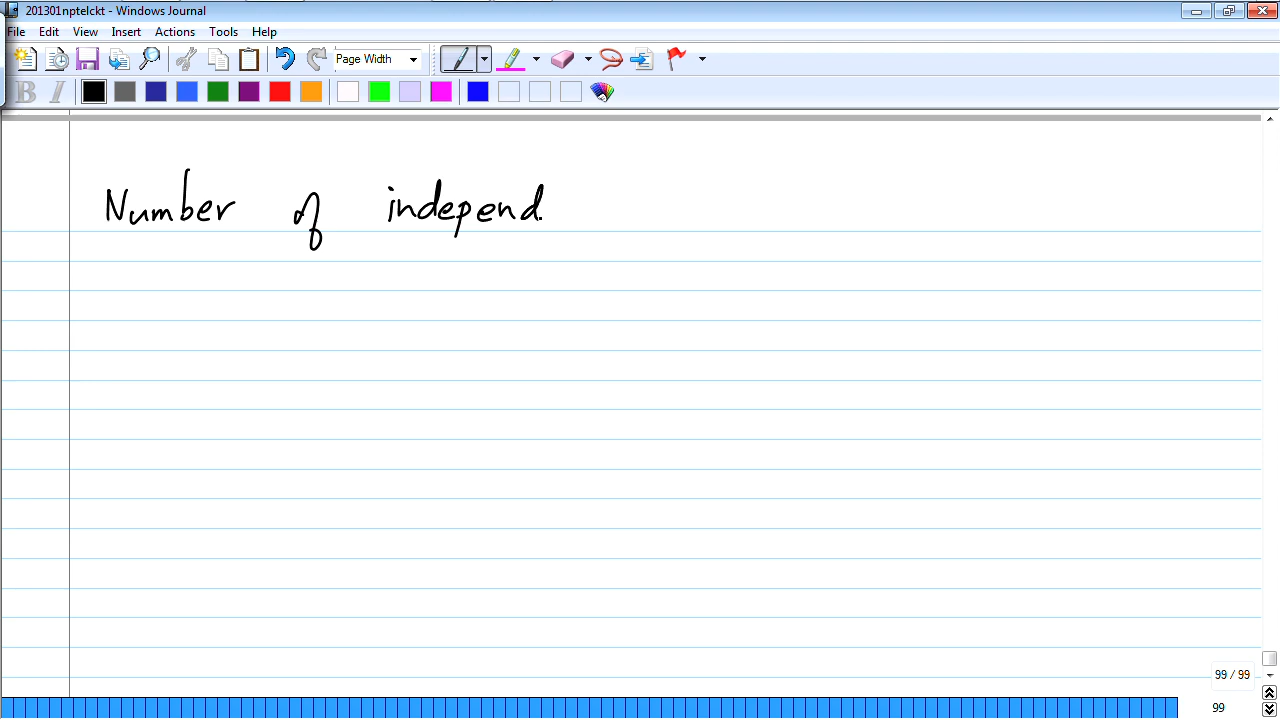 201301nptelckt - Windows Journal
File Edit View Insert Actions Tools Help
Page Width
B I
Number of independ
99 / 99
99